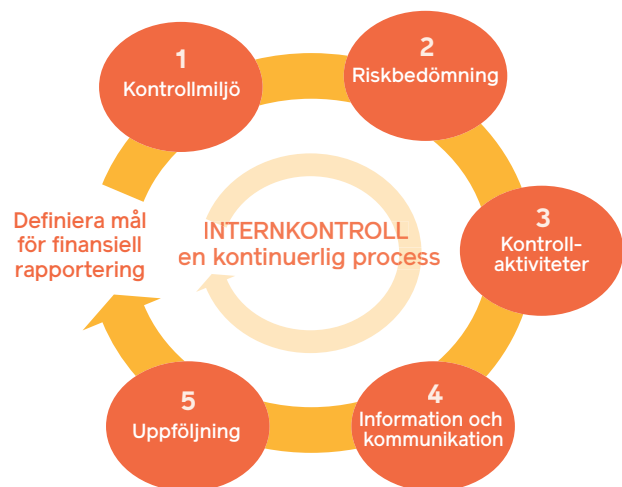 1
Kontrollmiljö
2
Riskbedömning
3
Kontroll-
aktiviteter
4
Information och
kommunikation
5
Uppföljning
Definiera mål
för finansiell
rapportering
INTERNKONTROLL
en kontinuerlig process